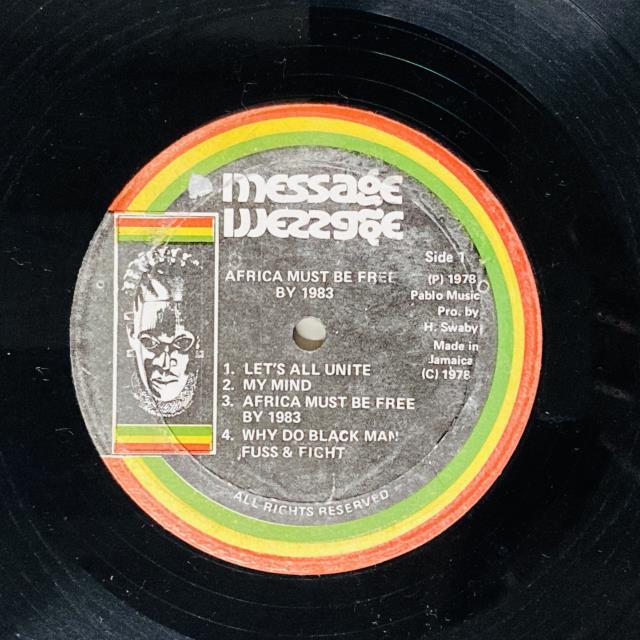 message
message
AFRICA MUST BE FREE
BY 1983
Side 1
(P) 1978
Pablo Music
Pro. by
H. Swaby
Made in
Jamaica
(C) 1978
1. LET'S ALL UNITE
2. MY MIND
3. AFRICA MUST BE FREE
BY 1983
4. WHY DO BLACK MAN
FUSS & FIGHT
ALL RIGHTS RESERVED